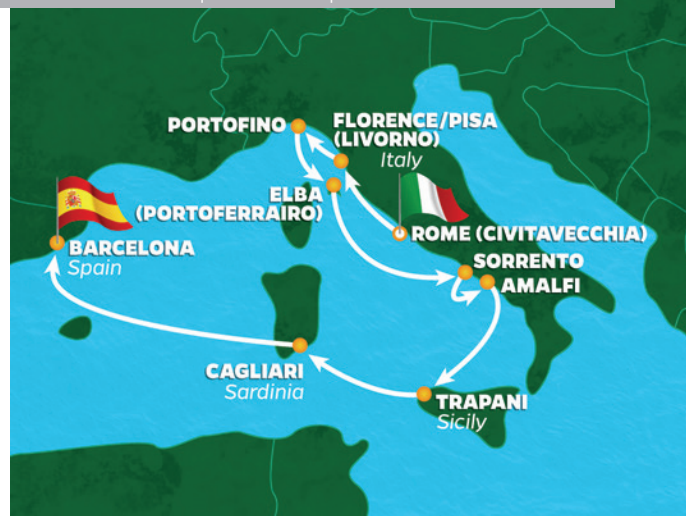 PORTOFINO
FLORENCE/PISA
(LIVORNO)
Italy
ELBA
(PORTOFERRAIRO)
ROME (CIVITAVECCHIA)
BARCELONA
Spain
SORRENTO
AMALFI
CAGLIARI
Sardinia
TRAPANI
Sicily